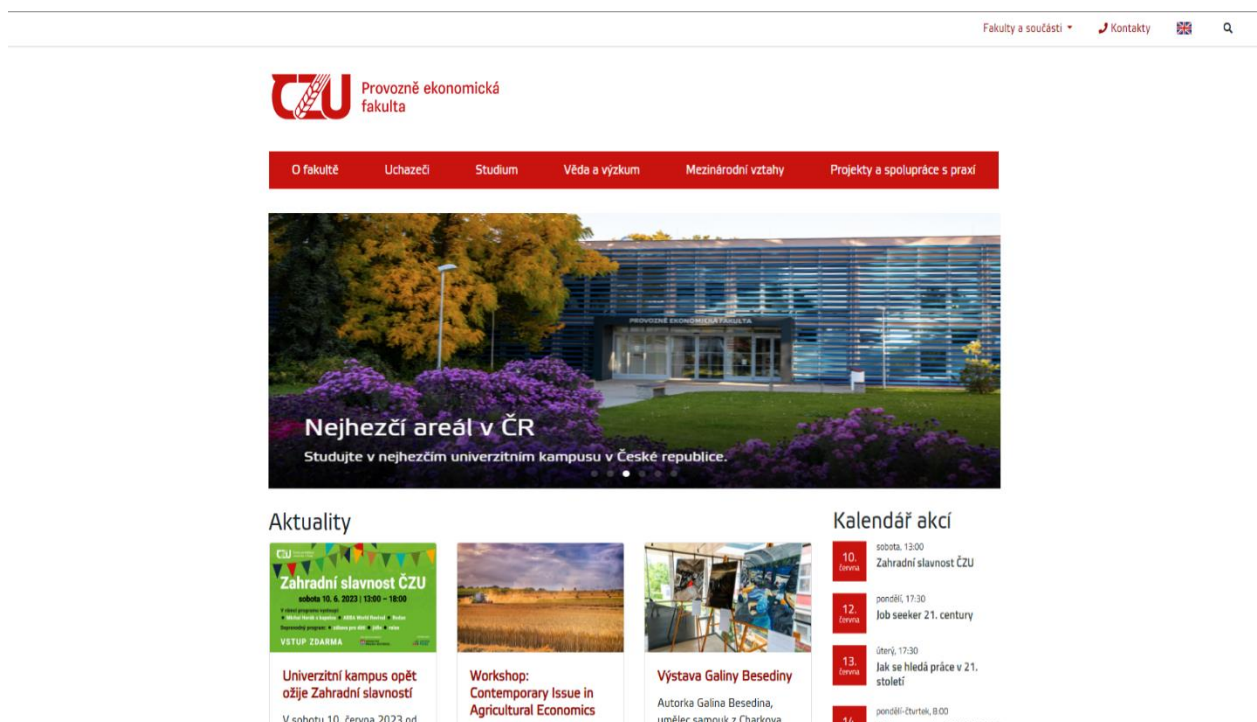 Fakulty a součásti
Kontakty
ČZU
Provozně ekonomická
fakulta
O fakultě
Uchazeči
Studium
Věda a výzkum
Mezinárodní vztahy
Projekty a spolupráce s praxí
PROVOZNĚ EKONOMICKÁ FAKULTA
Nejhezčí areál v ČR
Studujte v nejhezčím univerzitním kampusu v České republice.
Aktuality
ČZU
Zahradní slavnost ČZU
sobota 10. 6. 2023 | 13:00 – 18:00
VSTUP ZDARMA
Univerzitní kampus opět
ožije Zahradní slavností
V sobotu 10. června 2023 od
Workshop:
Contemporary Issue in
Agricultural Economics
Výstava Galiny Besediny
Autorka Galina Besedina,
umělec samouk z Charkova
Kalendář akcí
10.
června
sobota, 13:00
Zahradní slavnost ČZU
12.
června
pondělí, 17:30
Job seeker 21. century
13.
června
úterý, 17:30
Jak se hledá práce v 21.
století
14.
pondělí-čtvrtek, 8:00